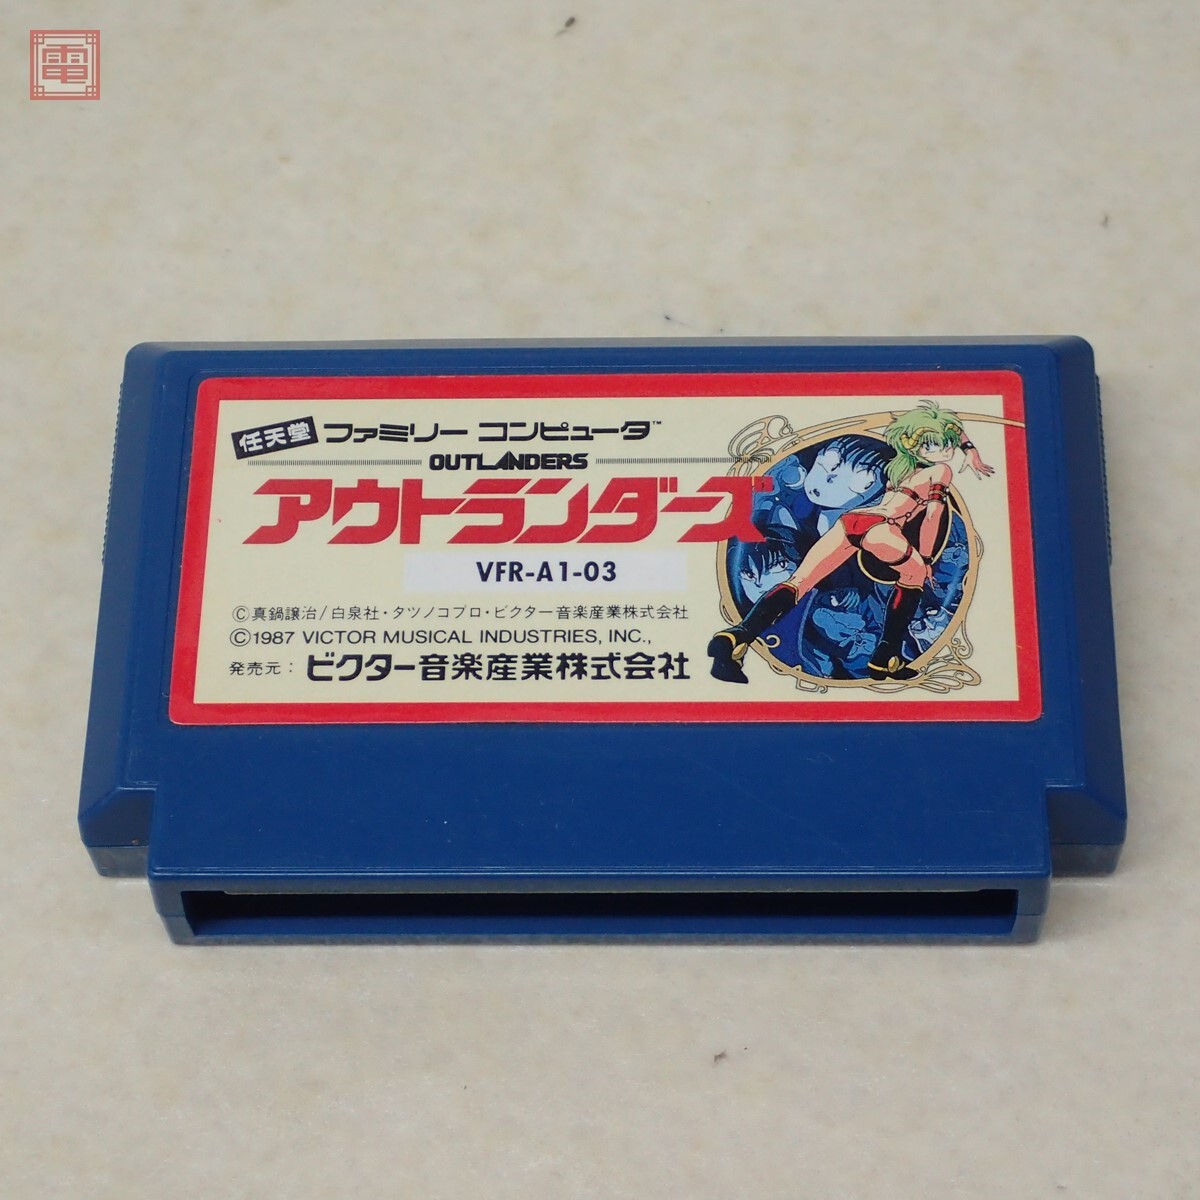 電
任天堂 ファミリー コンピュータ™
OUTLANDERS
アウトランダーズ
VFR-A1-03
©真鍋譲治/白泉社・タツノコプロ・ビクター音楽産業株式会社
©1987 VICTOR MUSICAL INDUSTRIES, INC.,
発売元：ビクター音楽産業株式会社